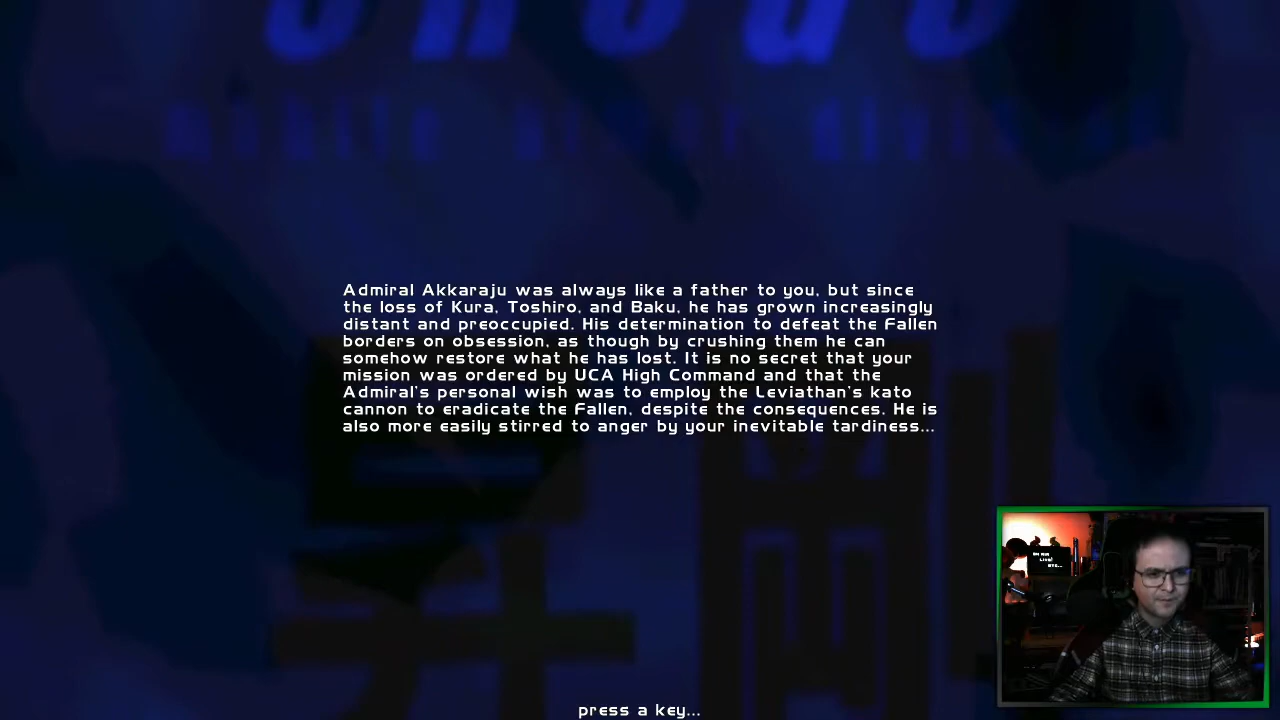 Shogo
Admiral Akkaraju was always like a father to you, but since
the loss of Kura, Toshiro, and Baku, he has grown increasingly
distant and preoccupied. His determination to defeat the Fallen
borders on obsession, as though by crushing them he can
somehow restore what he has lost. It is no secret that your
mission was ordered by UCA High Command and that the
Admiral's personal wish was to employ the Leviathan's kato
cannon to eradicate the Fallen, despite the consequences. He is
also more easily stirred to anger by your inevitable tardiness...
press a key...